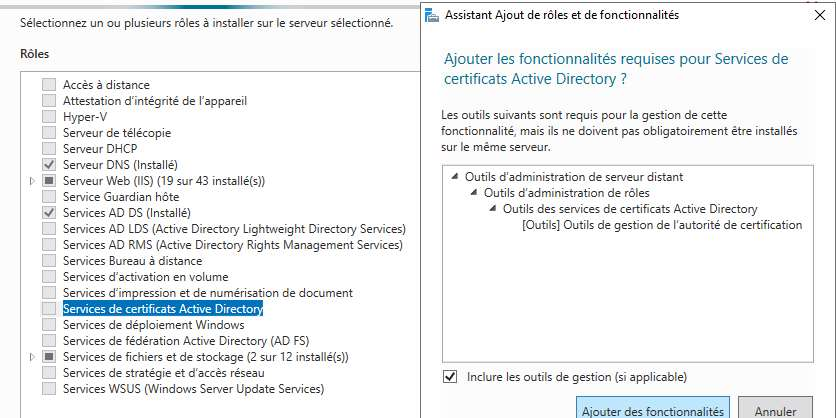 Sélectionnez un ou plusieurs rôles à installer sur le serveur sélectionné.
Rôles
Accès à distance
Attestation d'intégrité de l'appareil
Hyper-V
Serveur de télécopie
Serveur DHCP
Serveur DNS (Installé)
Serveur Web (IIS) (19 sur 43 installé(s))
Service Guardian hôte
Services AD DS (Installé)
Services AD LDS (Active Directory Lightweight Directory Services)
Services AD RMS (Active Directory Rights Management Services)
Services Bureau à distance
Services d'activation en volume
Services d'impression et de numérisation de document
Services de certificats Active Directory
Services de déploiement Windows
Services de fédération Active Directory (AD FS)
Services de fichiers et de stockage (2 sur 12 installé(s))
Services de stratégie et d'accès réseau
Services WSUS (Windows Server Update Services)
Assistant Ajout de rôles et de fonctionnalités
Ajouter les fonctionnalités requises pour Services de
certificats Active Directory ?
Les outils suivants sont requis pour la gestion de cette
fonctionnalité, mais ils ne doivent pas obligatoirement être installés
sur le même serveur.
Outils d'administration de serveur distant
Outils d'administration de rôles
Outils des services de certificats Active Directory
[Outils] Outils de gestion de l'autorité de certification
Inclure les outils de gestion (si applicable)
Ajouter des fonctionnalités
Annuler